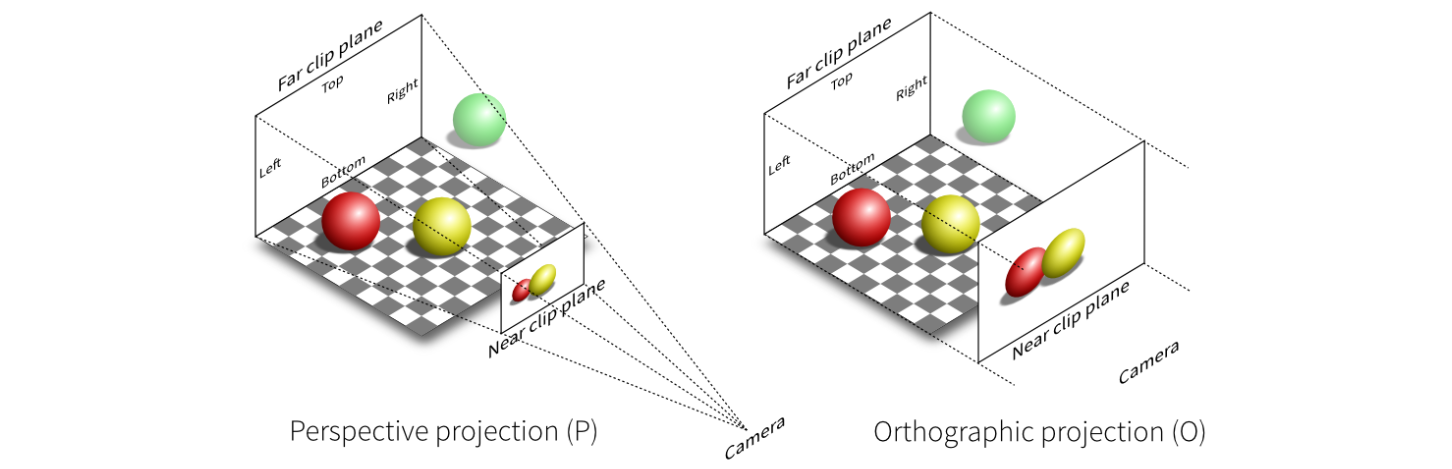 Far clip plane
Top
Right
Left
Bottom
Near clip plane
Camera
Perspective projection (P)
Far clip plane
Top
Right
Left
Bottom
Near clip plane
Camera
Orthographic projection (O)